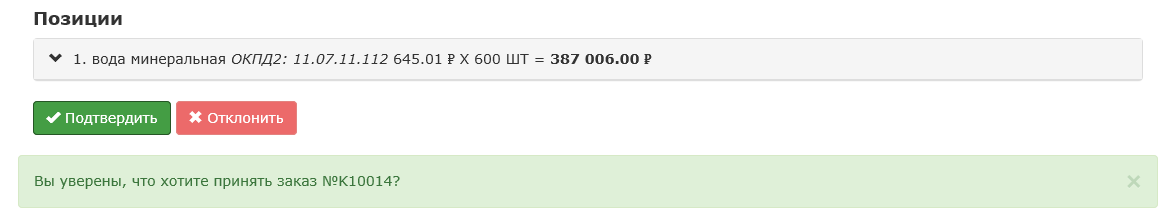 Позиции
1. вода минеральная ОКПД2: 11.07.11.112 645.01 ₽ X 600 ШТ = 387 006.00 ₽
Подтвердить Отклонить
Вы уверены, что хотите принять заказ №К10014?